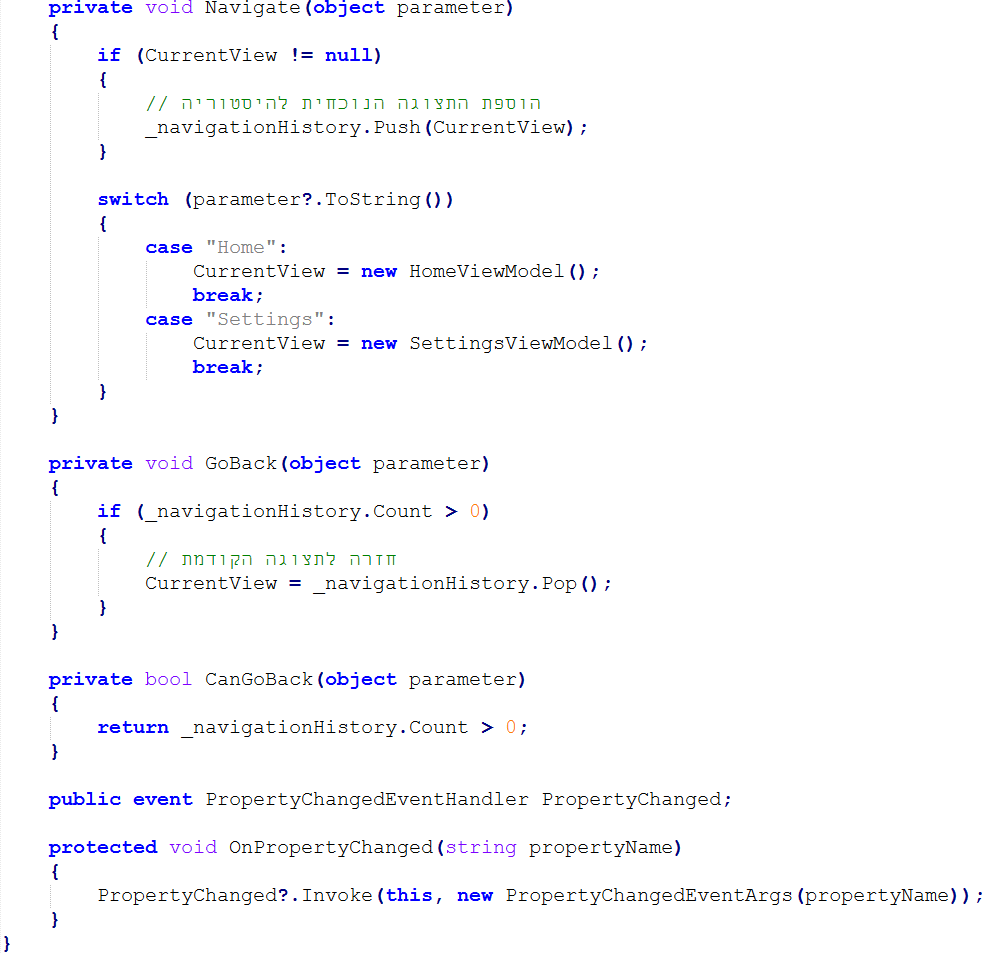 private void Navigate(object parameter)
{
if (CurrentView != null)
{
// הוספת התצוגה הנוכחית להיסטוריה
_navigationHistory.Push(CurrentView);
}
switch (parameter?.ToString())
{
case "Home":
CurrentView = new HomeViewModel();
break;
case "Settings":
CurrentView = new SettingsViewModel();
break;
}
}
private void GoBack(object parameter)
{
if (_navigationHistory.Count > 0)
{
// חזרה לתצוגה הקודמת
CurrentView = _navigationHistory.Pop();
}
}
private bool CanGoBack(object parameter)
{
return _navigationHistory.Count > 0;
}
public event PropertyChangedEventHandler PropertyChanged;
protected void OnPropertyChanged(string propertyName)
{
PropertyChanged?.Invoke(this, new PropertyChangedEventArgs(propertyName));
}
}